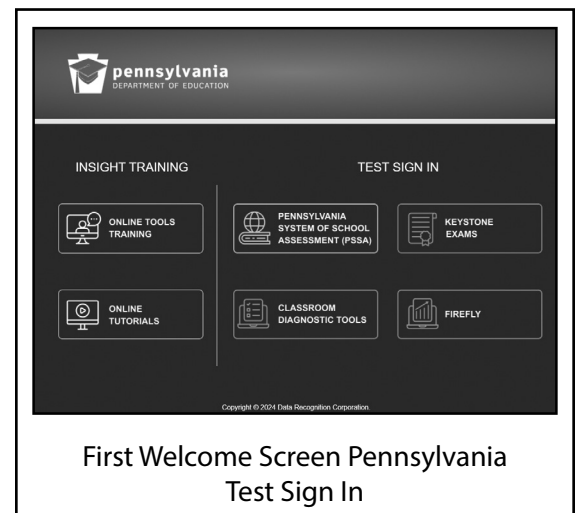 pennsylvania
DEPARTMENT OF EDUCATION
INSIGHT TRAINING
TEST SIGN IN
ONLINE TOOLS
TRAINING
PENNSYLVANIA
SYSTEM OF SCHOOL
ASSESSMENT (PSSA)
KEYSTONE
EXAMS
ONLINE
TUTORIALS
CLASSROOM
DIAGNOSTIC TOOLS
FIREFLY
Copyright © 2024 Data Recognition Corporation
First Welcome Screen Pennsylvania
Test Sign In